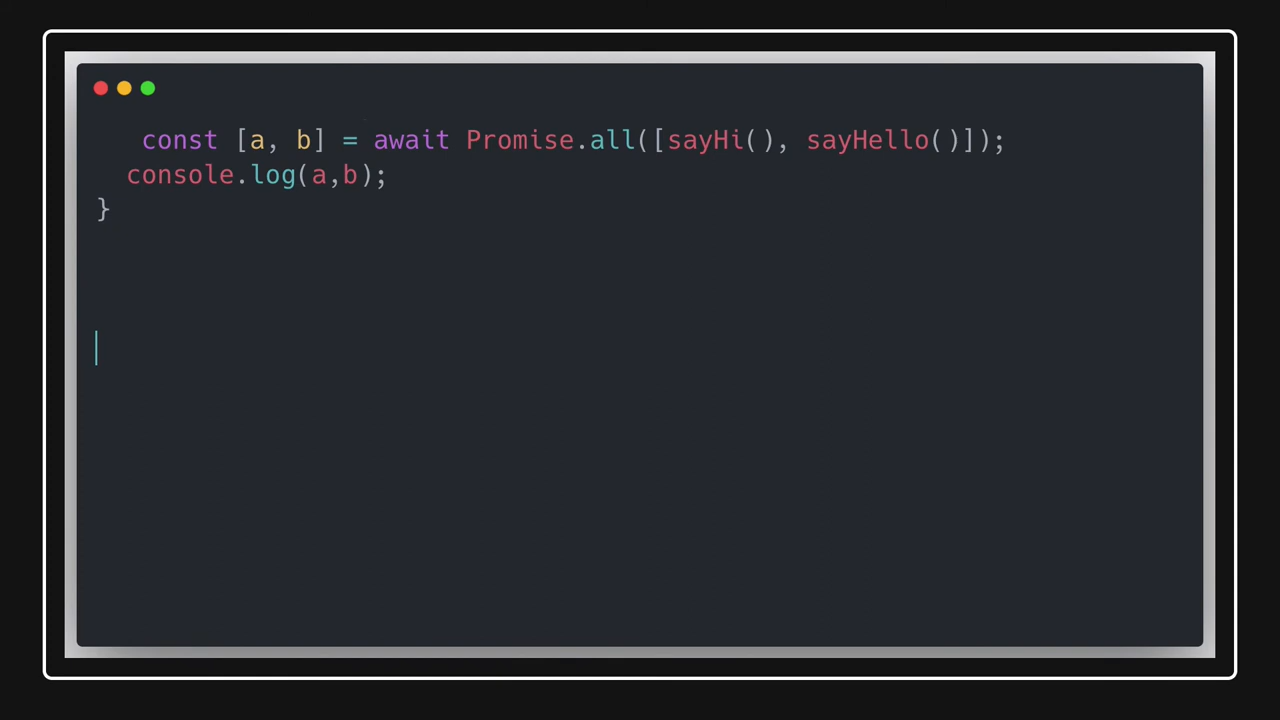 const [a, b] = await Promise.all([sayHi(), sayHello()]);
console.log(a,b);
}